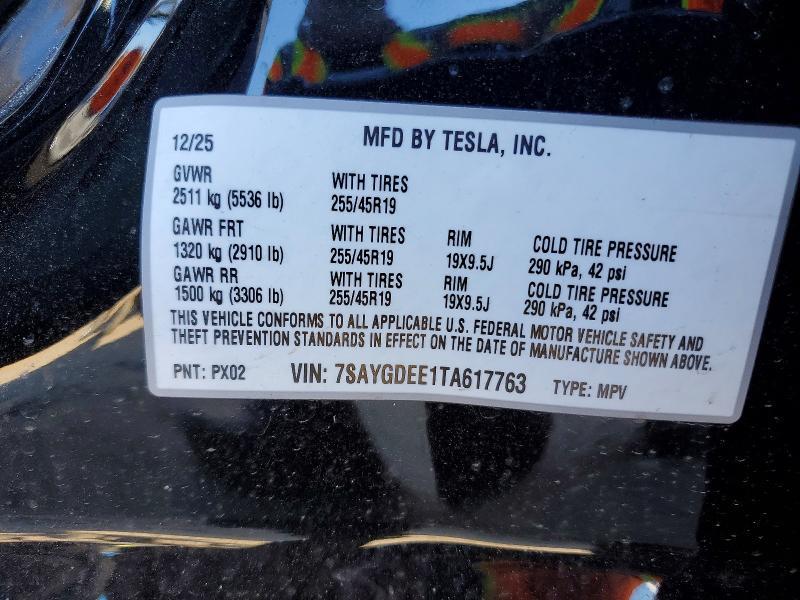 12/25 MFD BY TESLA, INC.
GVWR
2511 kg (5536 lb) WITH TIRES
255/45R19
GAWR FRT WITH TIRES RIM COLD TIRE PRESSURE
1320 kg (2910 lb) 255/45R19 19X9.5J 290 kPa, 42 psi
GAWR RR WITH TIRES RIM COLD TIRE PRESSURE
1500 kg (3306 lb) 255/45R19 19X9.5J 290 kPa, 42 psi
THIS VEHICLE CONFORMS TO ALL APPLICABLE U.S. FEDERAL MOTOR VEHICLE SAFETY AND
THEFT PREVENTION STANDARDS IN EFFECT ON THE DATE OF MANUFACTURE SHOWN ABOVE.
PNT: PX02 VIN: 7SAYGDEE1TA617763 TYPE: MPV